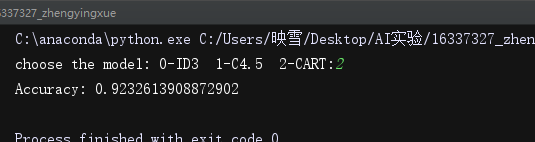 6337327_zhengyingxue
C:\anaconda\python.exe C:/Users/映雪/Desktop/AI实验/16337327_zhen
choose the model: 0-ID3  1-C4.5  2-CART:2
Accuracy: 0.9232613908872902
Process finished with exit code 0